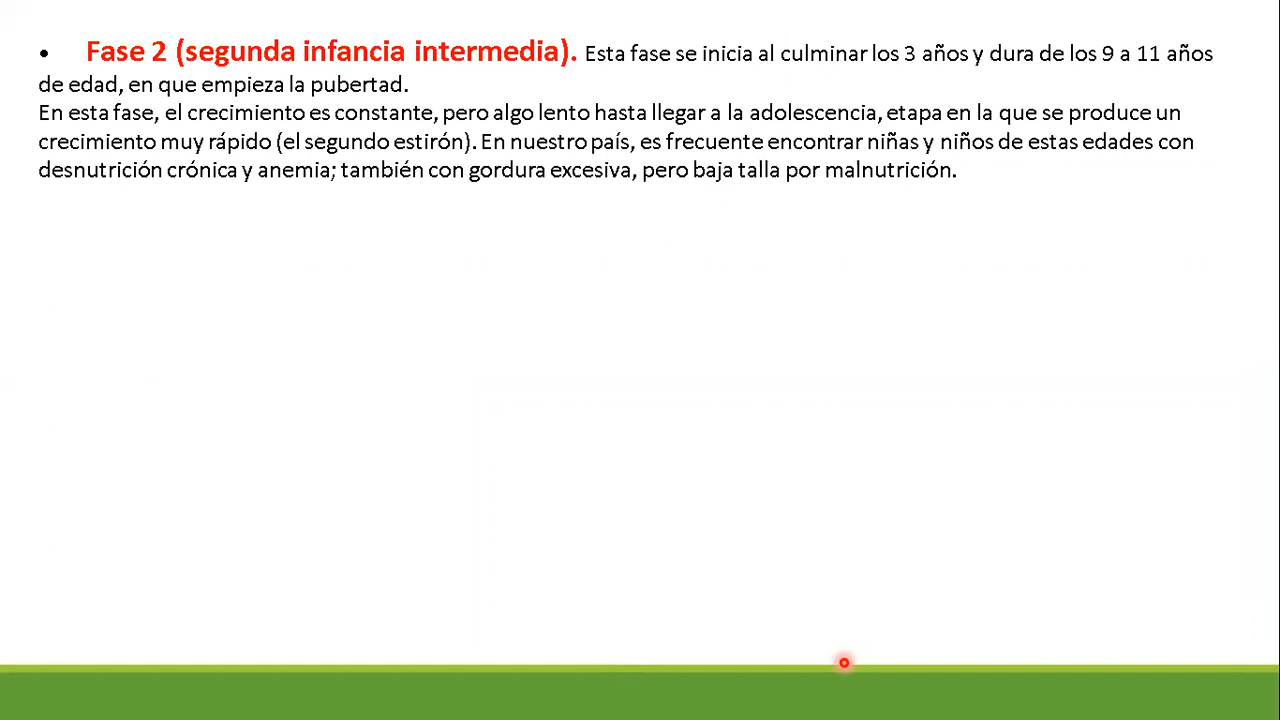 • Fase 2 (segunda infancia intermedia). Esta fase se inicia al culminar los 3 años y dura de los 9 a 11 años
de edad, en que empieza la pubertad.
En esta fase, el crecimiento es constante, pero algo lento hasta llegar a la adolescencia, etapa en la que se produce un
crecimiento muy rápido (el segundo estirón). En nuestro país, es frecuente encontrar niñas y niños de estas edades con
desnutrición crónica y anemia; también con gordura excesiva, pero baja talla por malnutrición.